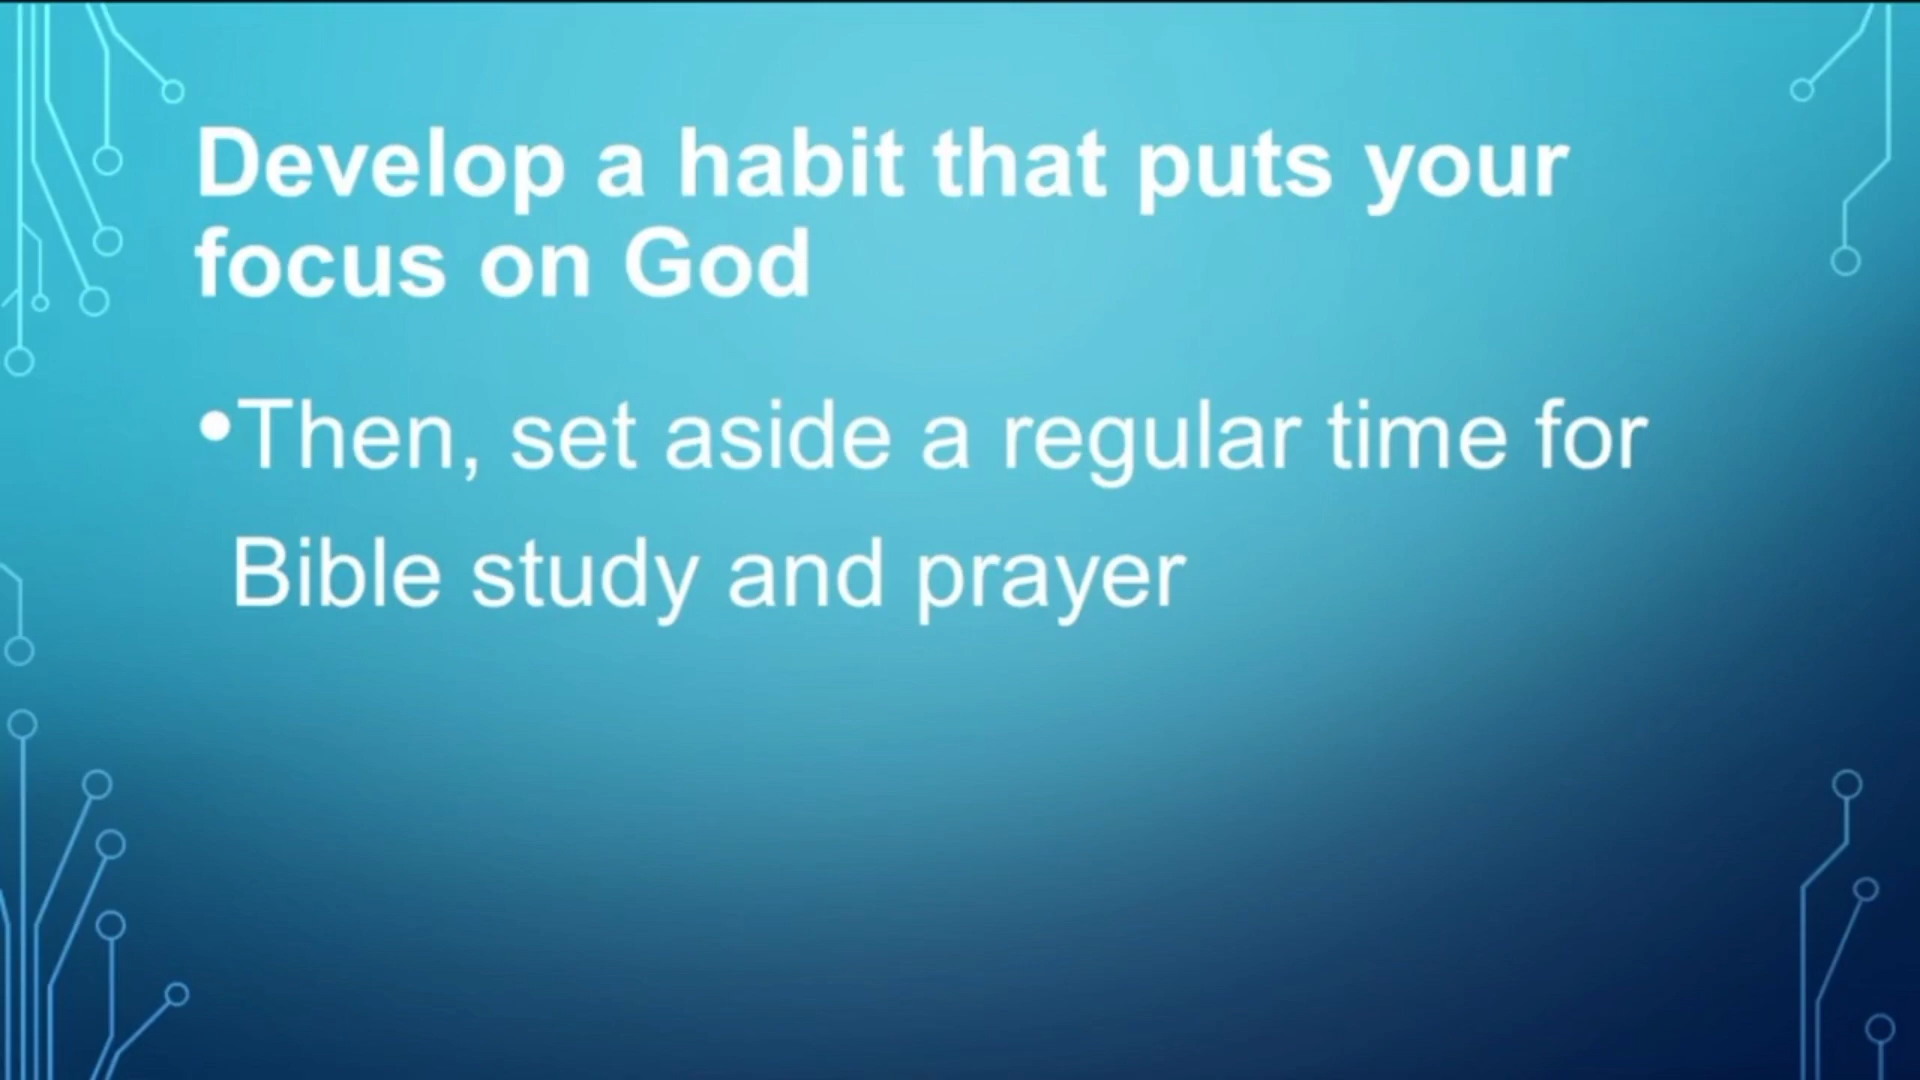 Develop a habit that puts your
focus on God
•Then, set aside a regular time for
Bible study and prayer